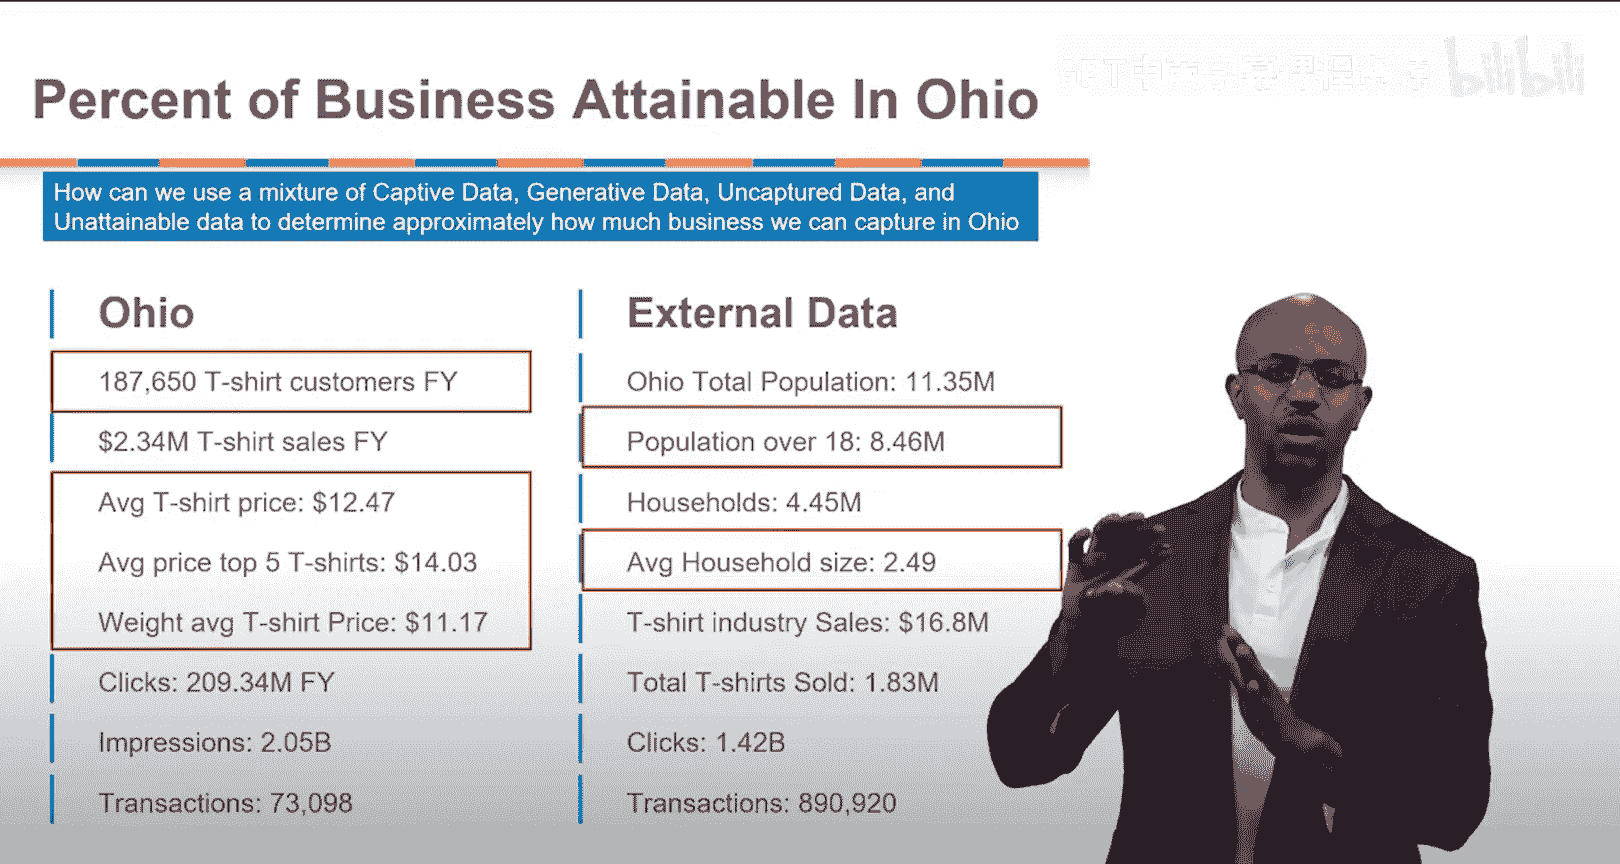 Percent of Business Attainable In Ohio
How can we use a mixture of Captive Data, Generative Data, Uncaptured Data, and
Unattainable data to determine approximately how much business we can capture in Ohio
Ohio
187,650 T-shirt customers FY
$2.34M T-shirt sales FY
Avg T-shirt price: $12.47
Avg price top 5 T-shirts: $14.03
Weight avg T-shirt Price: $11.17
Clicks: 209.34M FY
Impressions: 2.05B
Transactions: 73,098
External Data
Ohio Total Population: 11.35M
Population over 18: 8.46M
Households: 4.45M
Avg Household size: 2.49
T-shirt industry Sales: $16.8M
Total T-shirts Sold: 1.83M
Clicks: 1.42B
Transactions: 890,920
bilibili